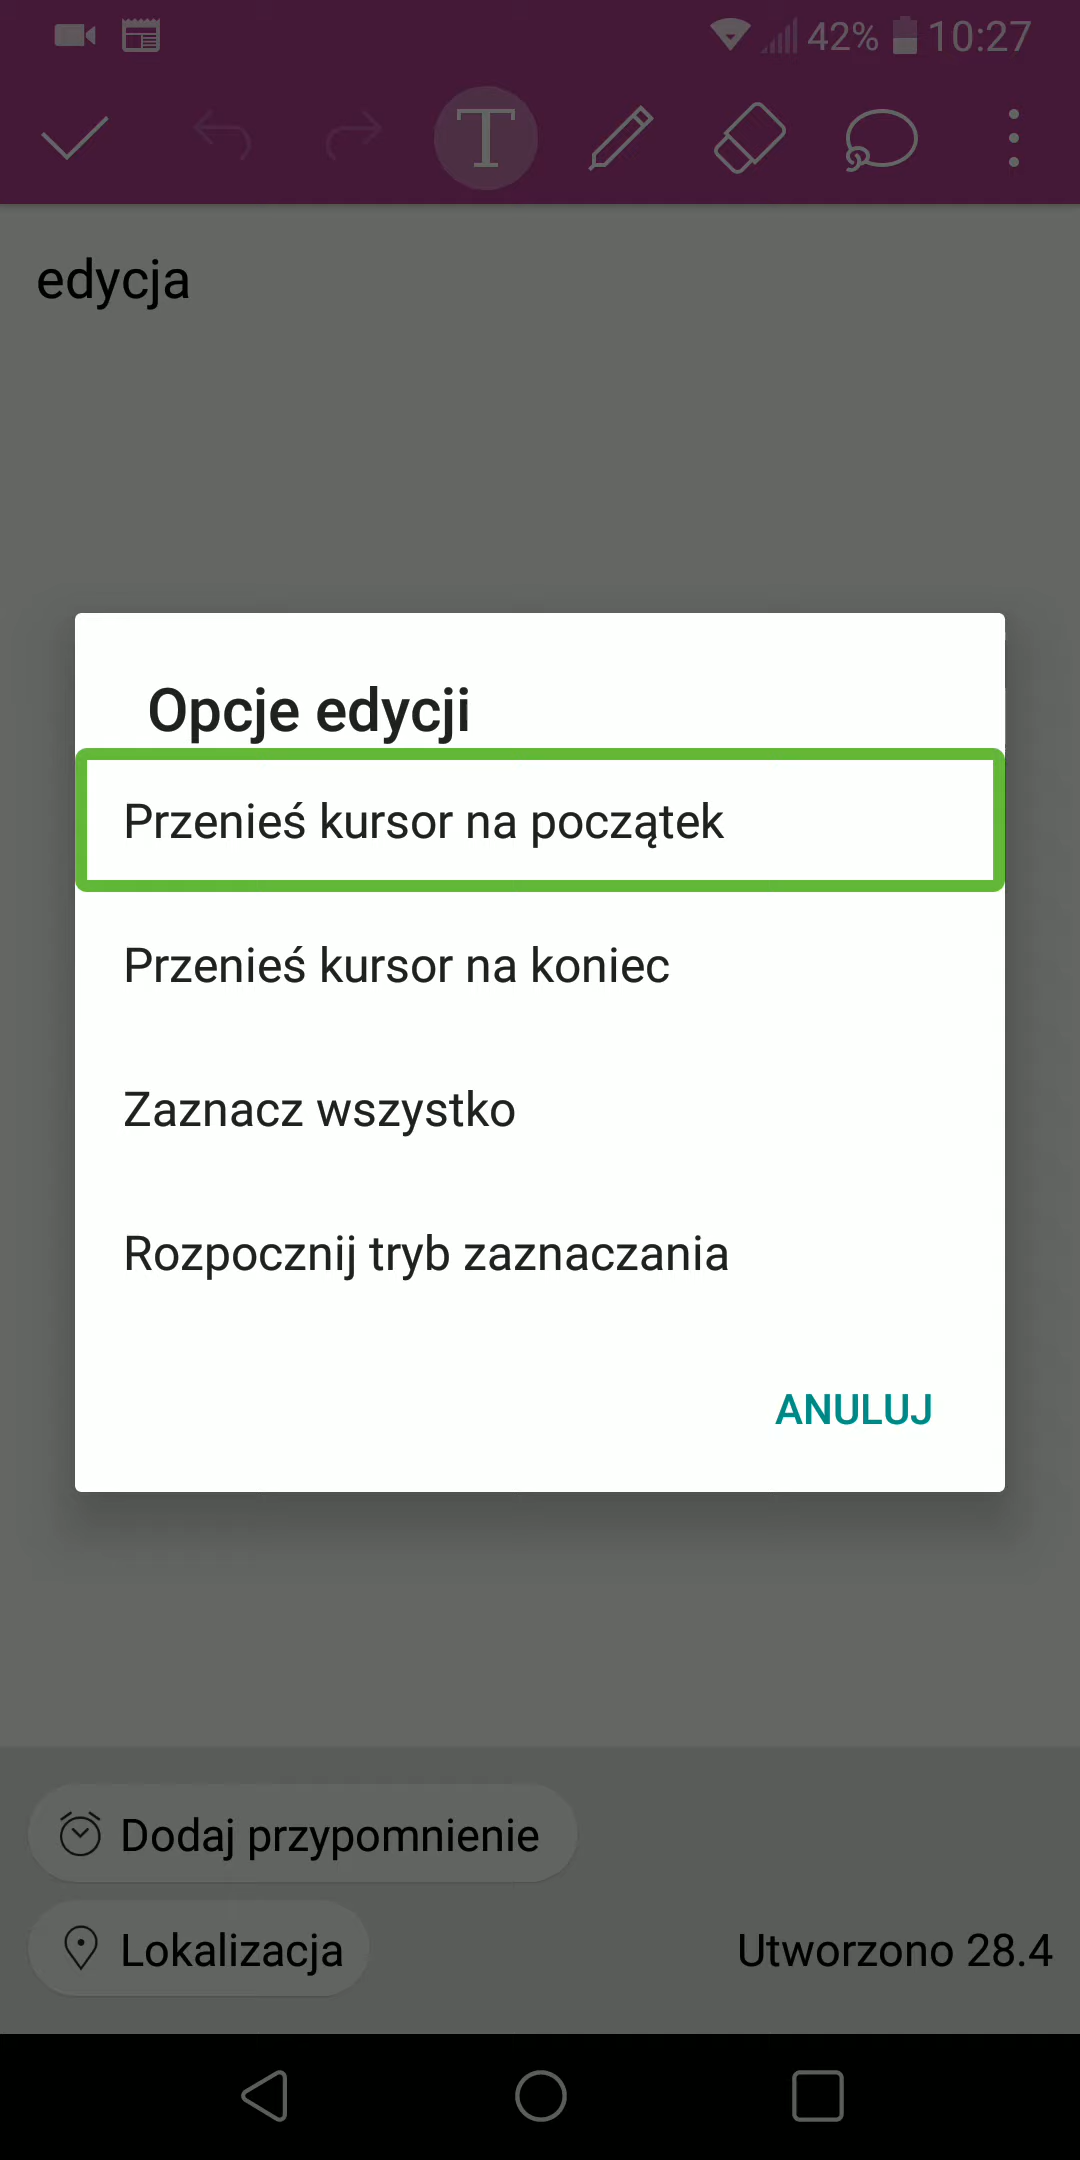 42% 10:27
T
edycja
Opcje edycji
Przenieś kursor na początek
Przenieś kursor na koniec
Zaznacz wszystko
Rozpocznij tryb zaznaczania
ANULUJ
Dodaj przypomnienie
Lokalizacja
Utworzono 28.4